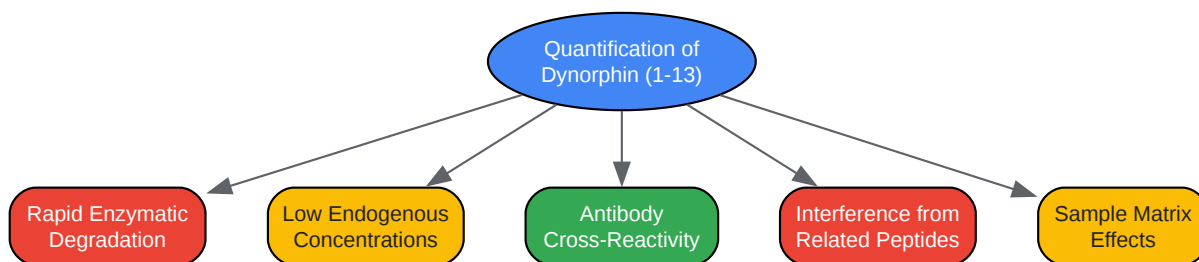 Quantification of
Dynorphin (1-13)
Rapid Enzymatic
Degradation
Low Endogenous
Concentrations
Antibody
Cross-Reactivity
Interference from
Related Peptides
Sample Matrix
Effects